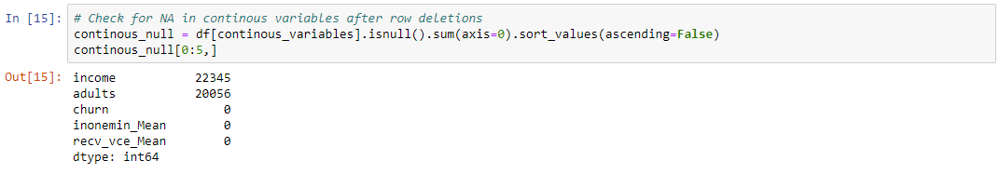 In [15]: # Check for NA in continous variables after row deletions
continous_null = df[continous_variables].isnull().sum(axis=0).sort_values(ascending=False)
continous_null[0:5,]
Out[15]: income 22345
adults 20056
churn 0
inonemin_Mean 0
recv_vce_Mean 0
dtype: int64